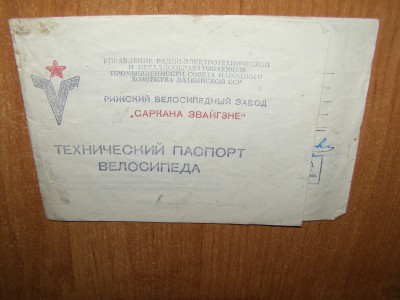 УПРАВЛЕНИЕ РАДИО-ЭЛЕКТРОТЕХНИЧЕСКОЙ
И МЕТАЛЛООБРАБАТЫВАЮЩЕЙ
ПРОМЫШЛЕННОСТИ СОВЕТА НАРОДНОГО
ХОЗЯЙСТВА ЛАТВИЙСКОЙ ССР
РИЖСКИЙ ВЕЛОСИПЕДНЫЙ ЗАВОД
„САРКАНА ЗВАЙГЗНЕ"
ТЕХНИЧЕСКИЙ ПАСПОРТ
ВЕЛОСИПЕДА